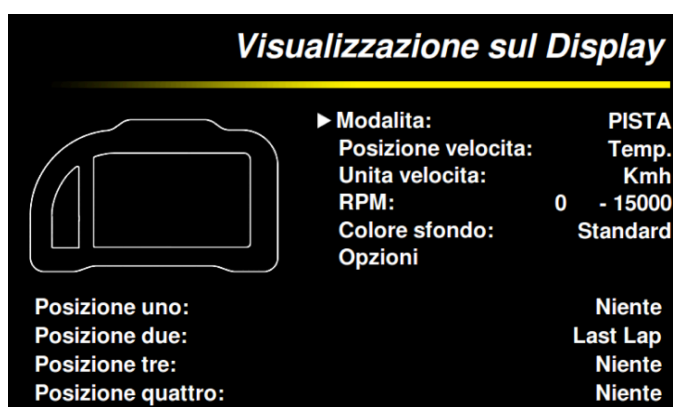 Visualizzazione sul Display
Modalita: PISTA
Posizione velocita: Temp.
Unita velocita: Kmh
RPM: 0 - 15000
Colore sfondo: Standard
Opzioni
Posizione uno: Niente
Posizione due: Last Lap
Posizione tre: Niente
Posizione quattro: Niente